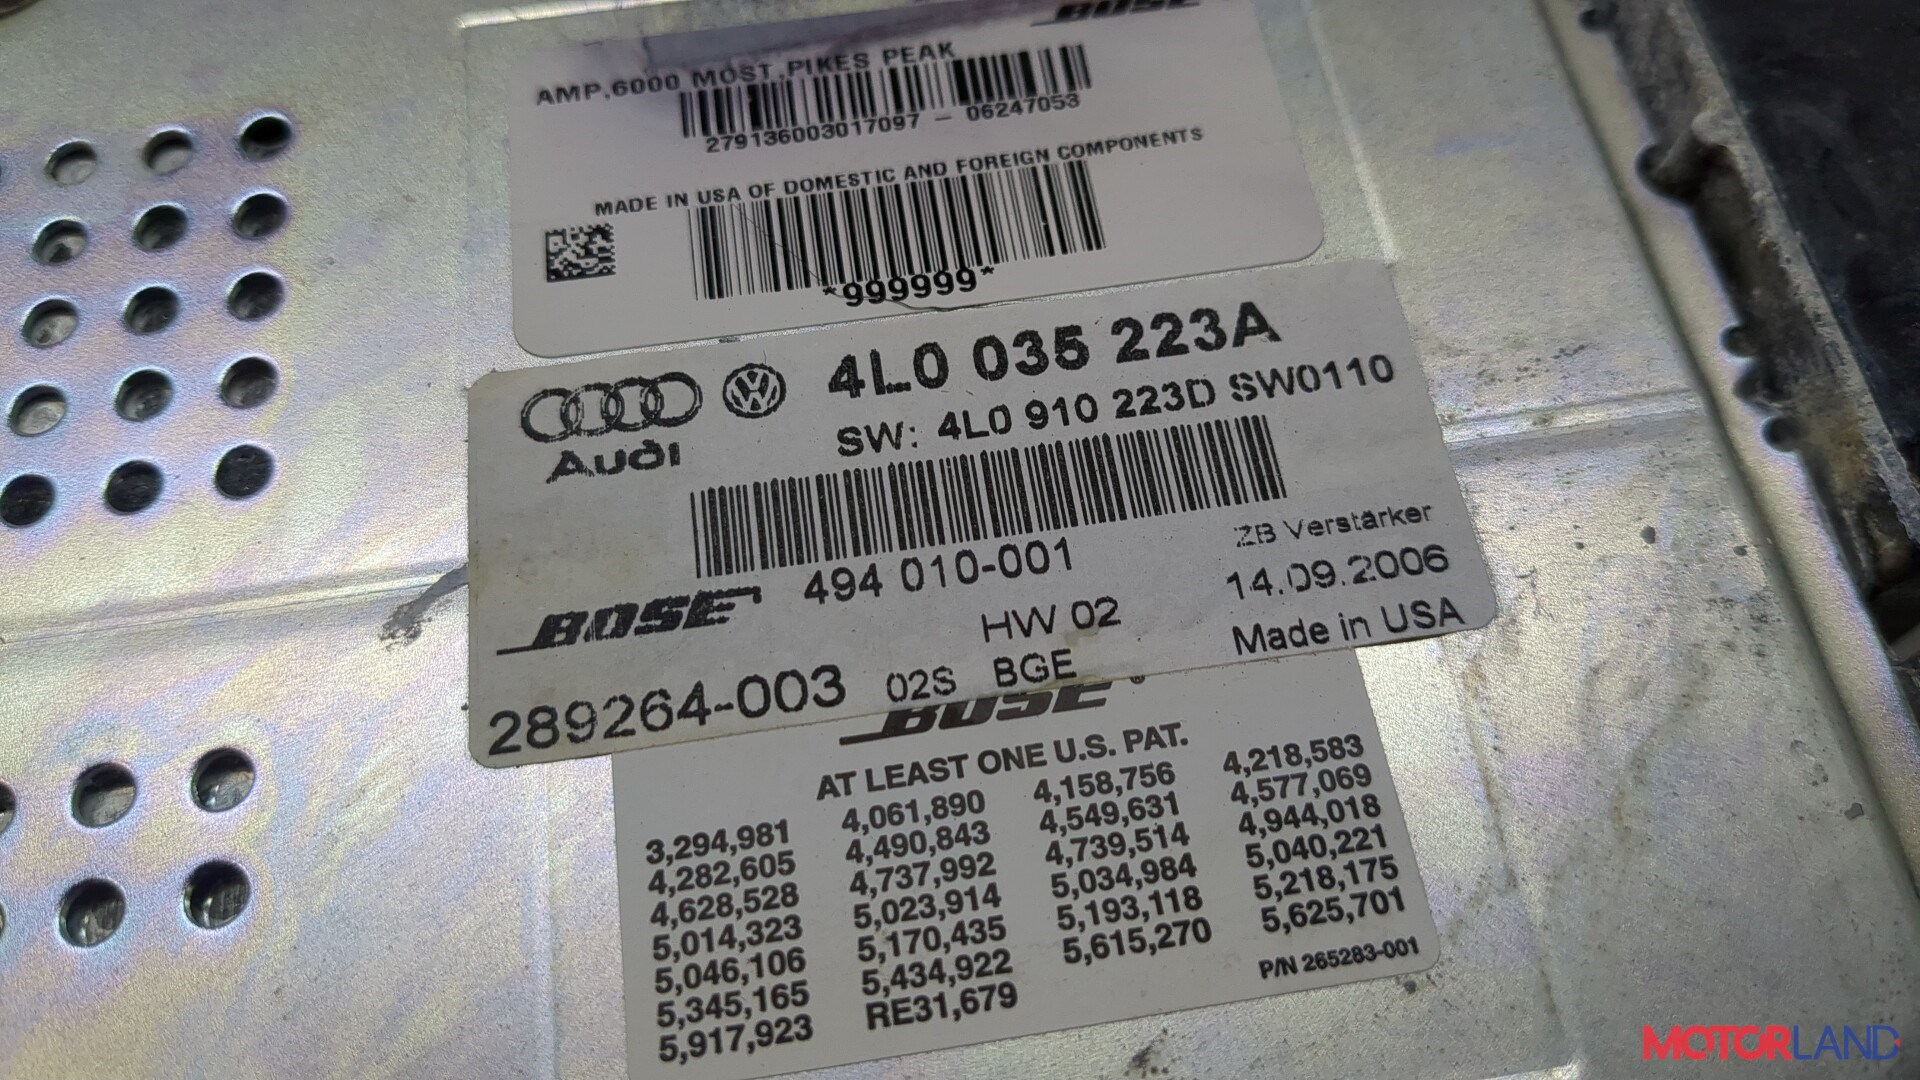 BOSE
AMP,6000 MOST,PIKES PEAK
279136003017097 - 06247053
MADE IN USA OF DOMESTIC AND FOREIGN COMPONENTS
*999999*
Audi
4L0 035 223A
SW: 4L0 910 223D SW0110
494 010-001
ZB Verstärker
14.09.2006
BOSE
HW 02
Made in USA
289264-003 02S BGE
BOSE®
AT LEAST ONE U.S. PAT.
3,294,981 4,061,890 4,158,756 4,218,583
4,282,605 4,490,843 4,549,631 4,577,069
4,628,528 4,737,992 4,739,514 4,944,018
5,014,323 5,023,914 5,034,984 5,040,221
5,046,106 5,170,435 5,193,118 5,218,175
5,345,165 5,434,922 5,615,270 5,625,701
5,917,923 RE31,679
P/N 265283-001
MOTORLAND